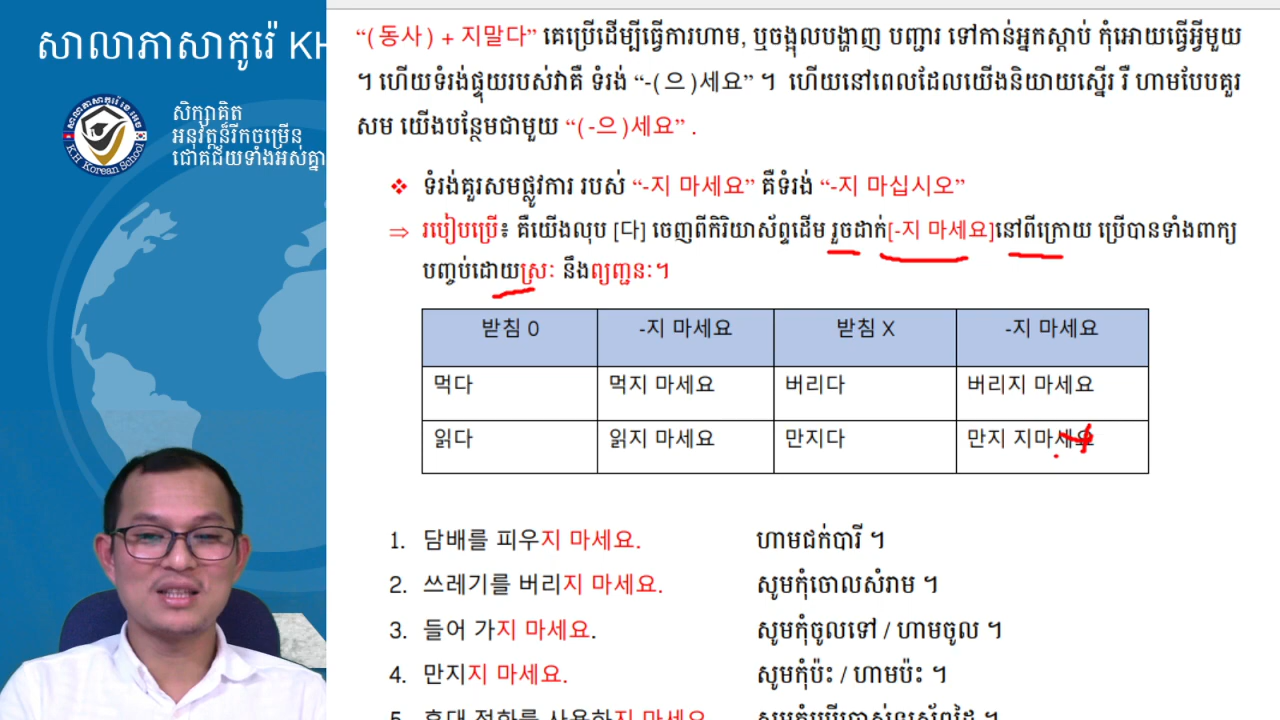 សាលាភាសាកូរ៉េ KH
សិក្សាគិត
អនុវត្តន៍រីកចម្រើន
ជោគជ័យទាំងអស់គ្នា
K.H Korean School
“(동사) + 지말다” គេប្រើដើម្បីធ្វើការហាម, ឬចង្អុលបង្ហាញ បញ្ជារ ទៅកាន់អ្នកស្តាប់ កុំអោយធ្វើអ្វីមួយ
។ ហើយទំរង់ផ្ទុយរបស់វាគឺ ទំរង់ “-(으)세요” ។ ហើយនៅពេលដែលយើងនិយាយស្នើរ រឺ ហាមបែបគួរ
សម យើងបន្ថែមជាមួយ “(-으)세요” .
❖ ទំរង់គួរសមផ្លូវការ របស់ “-지 마세요” គឺទំរង់ “-지 마십시오”
⇒ របៀបប្រើ៖ គឺយើងលុប [다] ចេញពីកិរិយាស័ព្ទដើម រួចដាក់[-지 마세요]នៅពីក្រោយ ប្រើបានទាំងពាក្យ
បញ្ចប់ដោយស្រៈ នឹងព្យញ្ជនៈ។
받침 0 -지 마세요 받침 X -지 마세요
먹다 먹지 마세요 버리다 버리지 마세요
읽다 읽지 마세요 만지다 만지 지마세요
1. 담배를 피우지 마세요. ហាមជក់បារី ។
2. 쓰레기를 버리지 마세요. សូមកុំចោលសំរាម ។
3. 들어 가지 마세요. សូមកុំចូលទៅ / ហាមចូល ។
4. 만지지 마세요. សូមកុំប៉ះ / ហាមប៉ះ ។